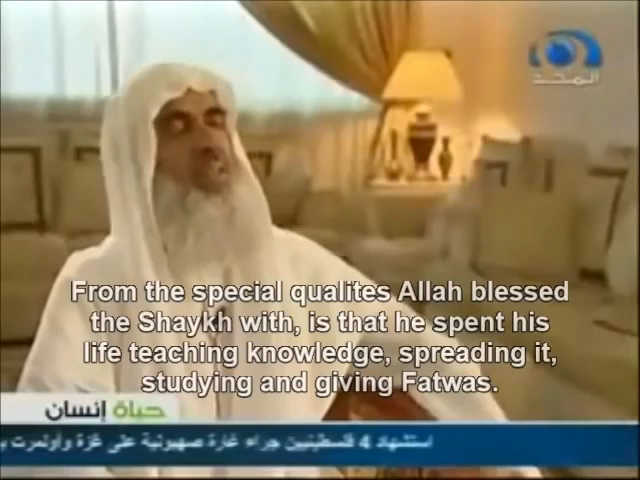 المجد
From the special qualites Allah blessed
the Shaykh with, is that he spent his
life teaching knowledge, spreading it,
studying and giving Fatwas.
حياة إنسان
استشهاد 4 فلسطينيين جراء غارة صهيونية على غزة وأولمرت